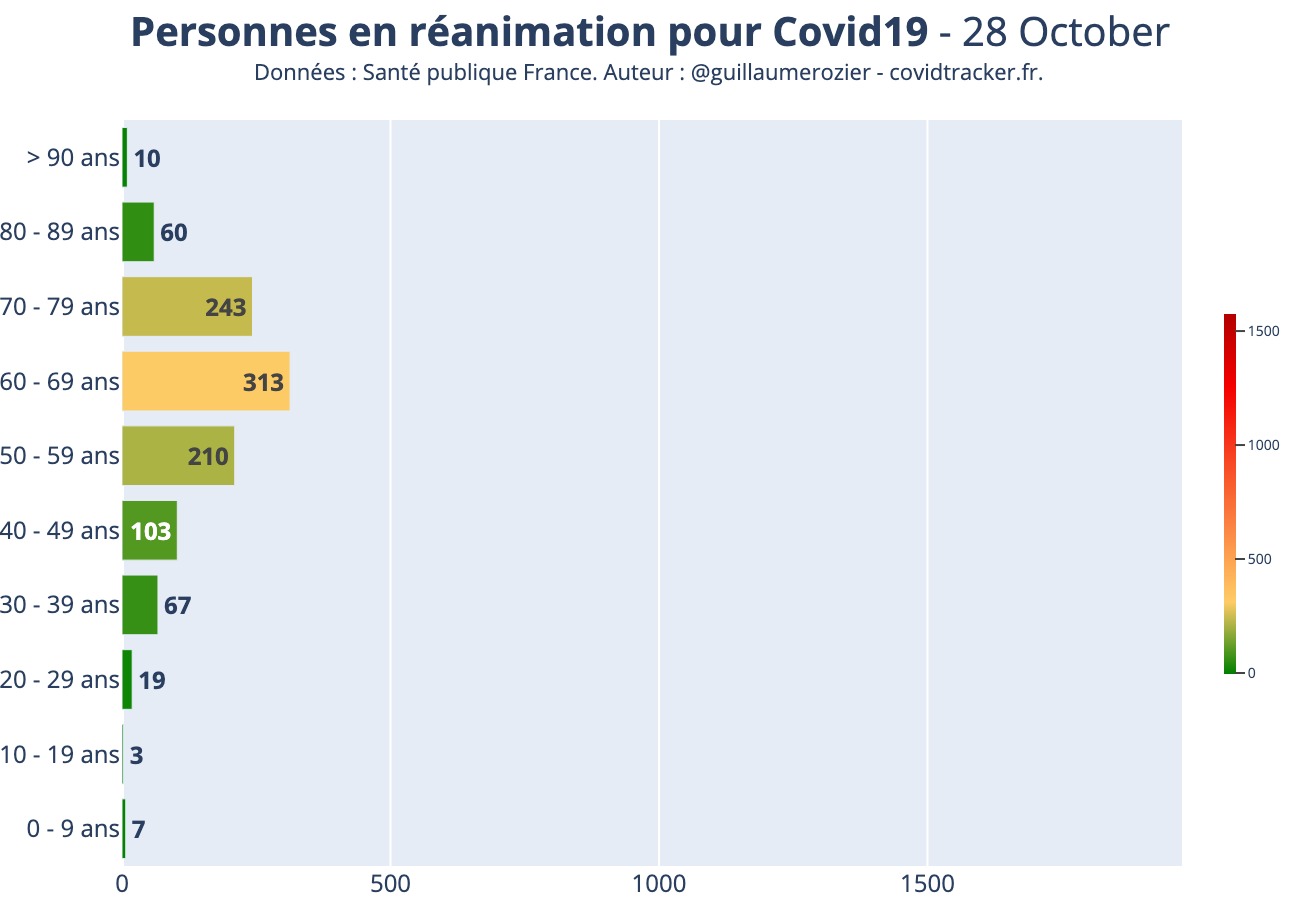 Personnes en réanimation pour Covid19 - 28 October
Données : Santé publique France. Auteur : @guillaumerozier - covidtracker.fr.
> 90 ans 10
80 - 89 ans 60
70 - 79 ans 243
60 - 69 ans 313
50 - 59 ans 210
40 - 49 ans 103
30 - 39 ans 67
20 - 29 ans 19
10 - 19 ans 3
0 - 9 ans 7
0 500 1000 1500
1500
1000
500
0